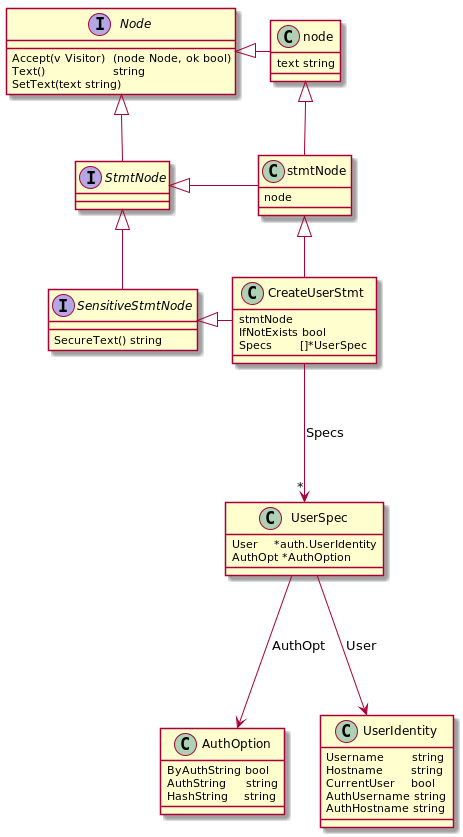 I Node
Accept(v Visitor) (node Node, ok bool)
Text() string
SetText(text string)
C node
text string
I StmtNode
C stmtNode
node
I SensitiveStmtNode
SecureText() string
C CreateUserStmt
stmtNode
IfNotExists bool
Specs []*UserSpec
Specs
*
C UserSpec
User *auth.UserIdentity
AuthOpt *AuthOption
AuthOpt
User
C AuthOption
ByAuthString bool
AuthString string
HashString string
C UserIdentity
Username string
Hostname string
CurrentUser bool
AuthUsername string
AuthHostname string